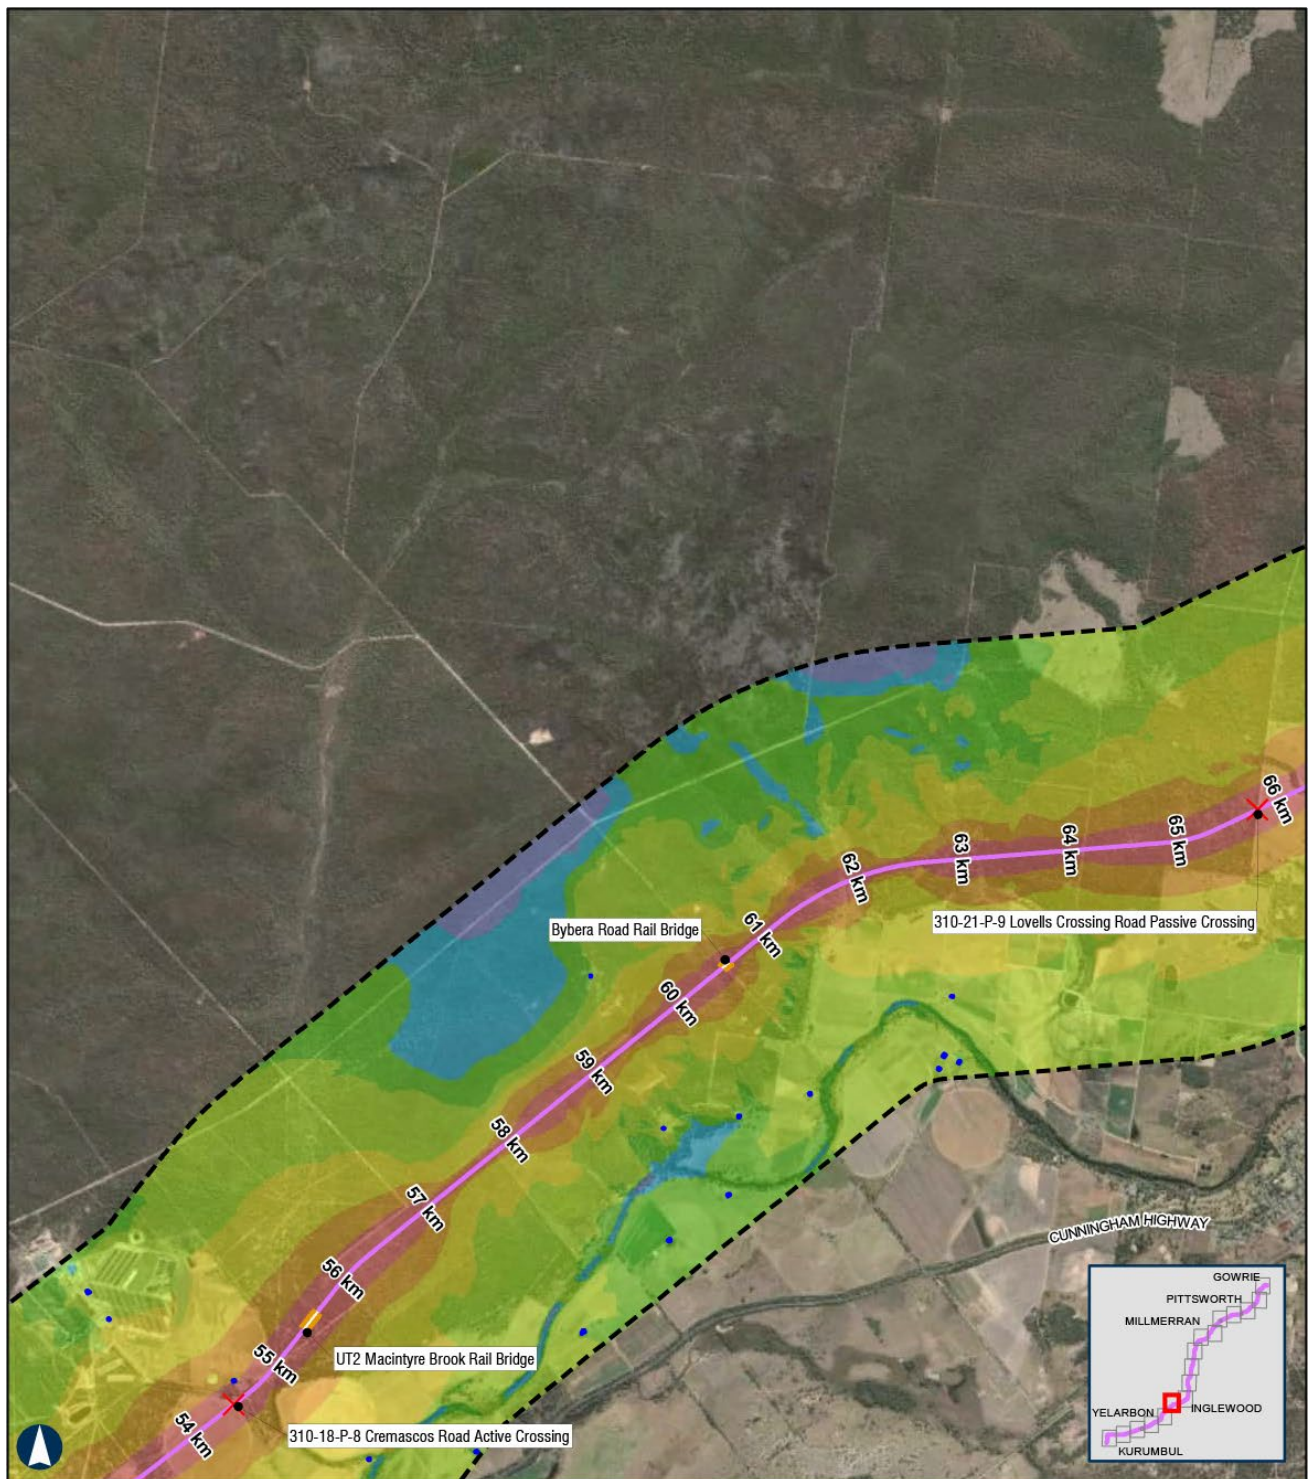 66 km
65 km
64 km
63 km
62 km
310-21-P-9 Lovells Crossing Road Passive Crossing
Bybera Road Rail Bridge
61 km
60 km
59 km
58 km
57 km
56 km
CUNNINGHAM HIGHWAY
55 km
UT2 Macintyre Brook Rail Bridge
54 km
310-18-P-8 Cremascos Road Active Crossing
GOWRIE
PITTSWORTH
MILLMERRAN
YELARBON
INGLEWOOD
KURUMBUL